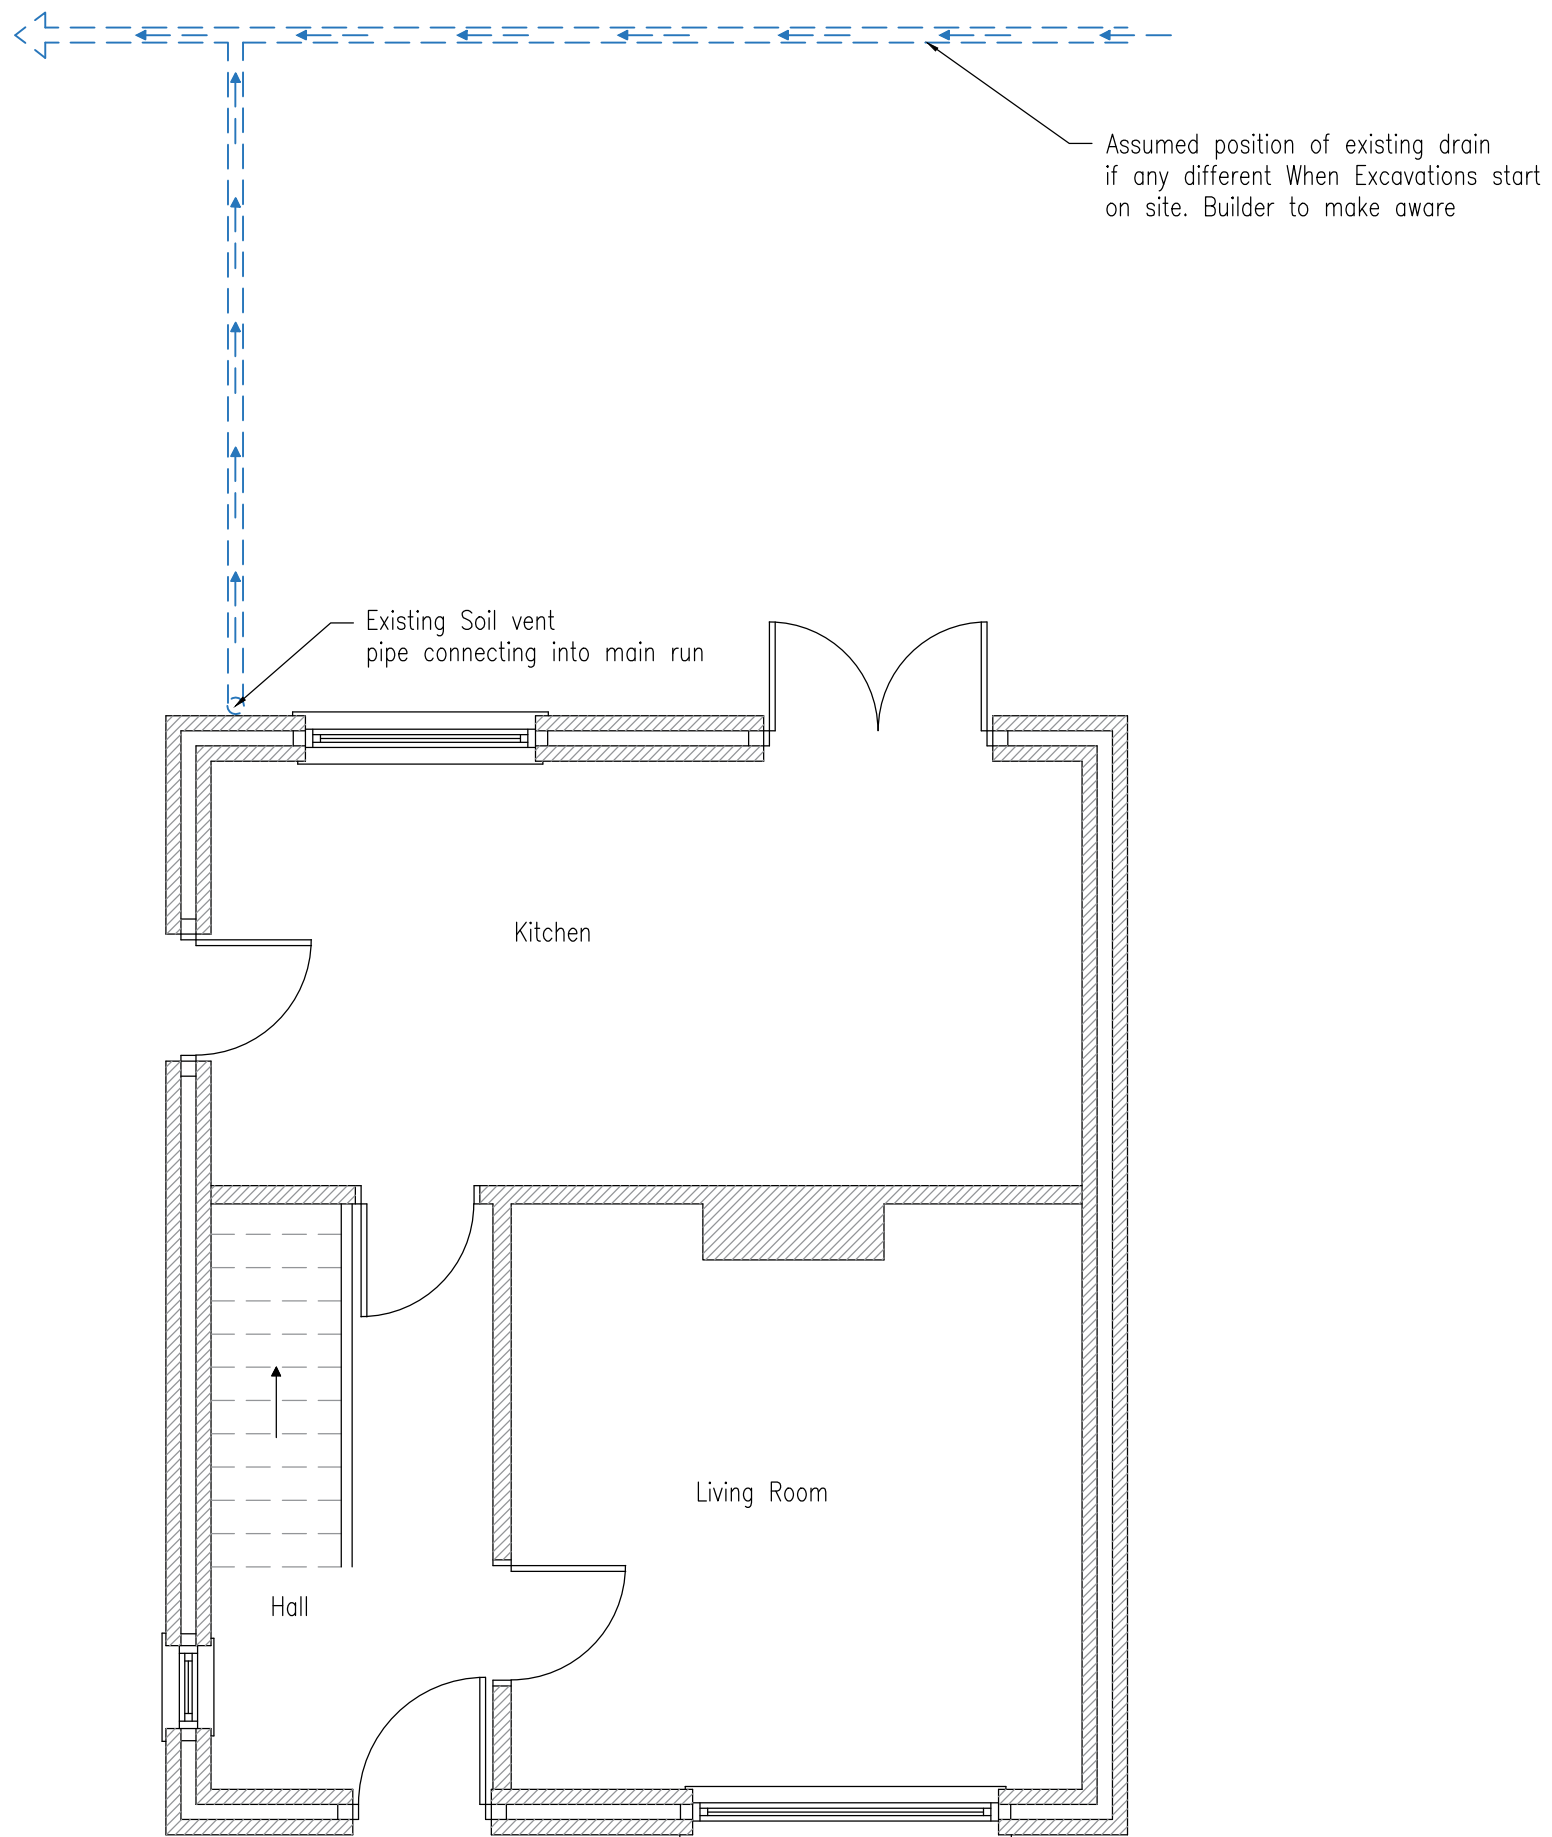 Assumed position of existing drain
if any different When Excavations start
on site. Builder to make aware
Existing Soil vent
pipe connecting into main run
Kitchen
Living Room
Hall